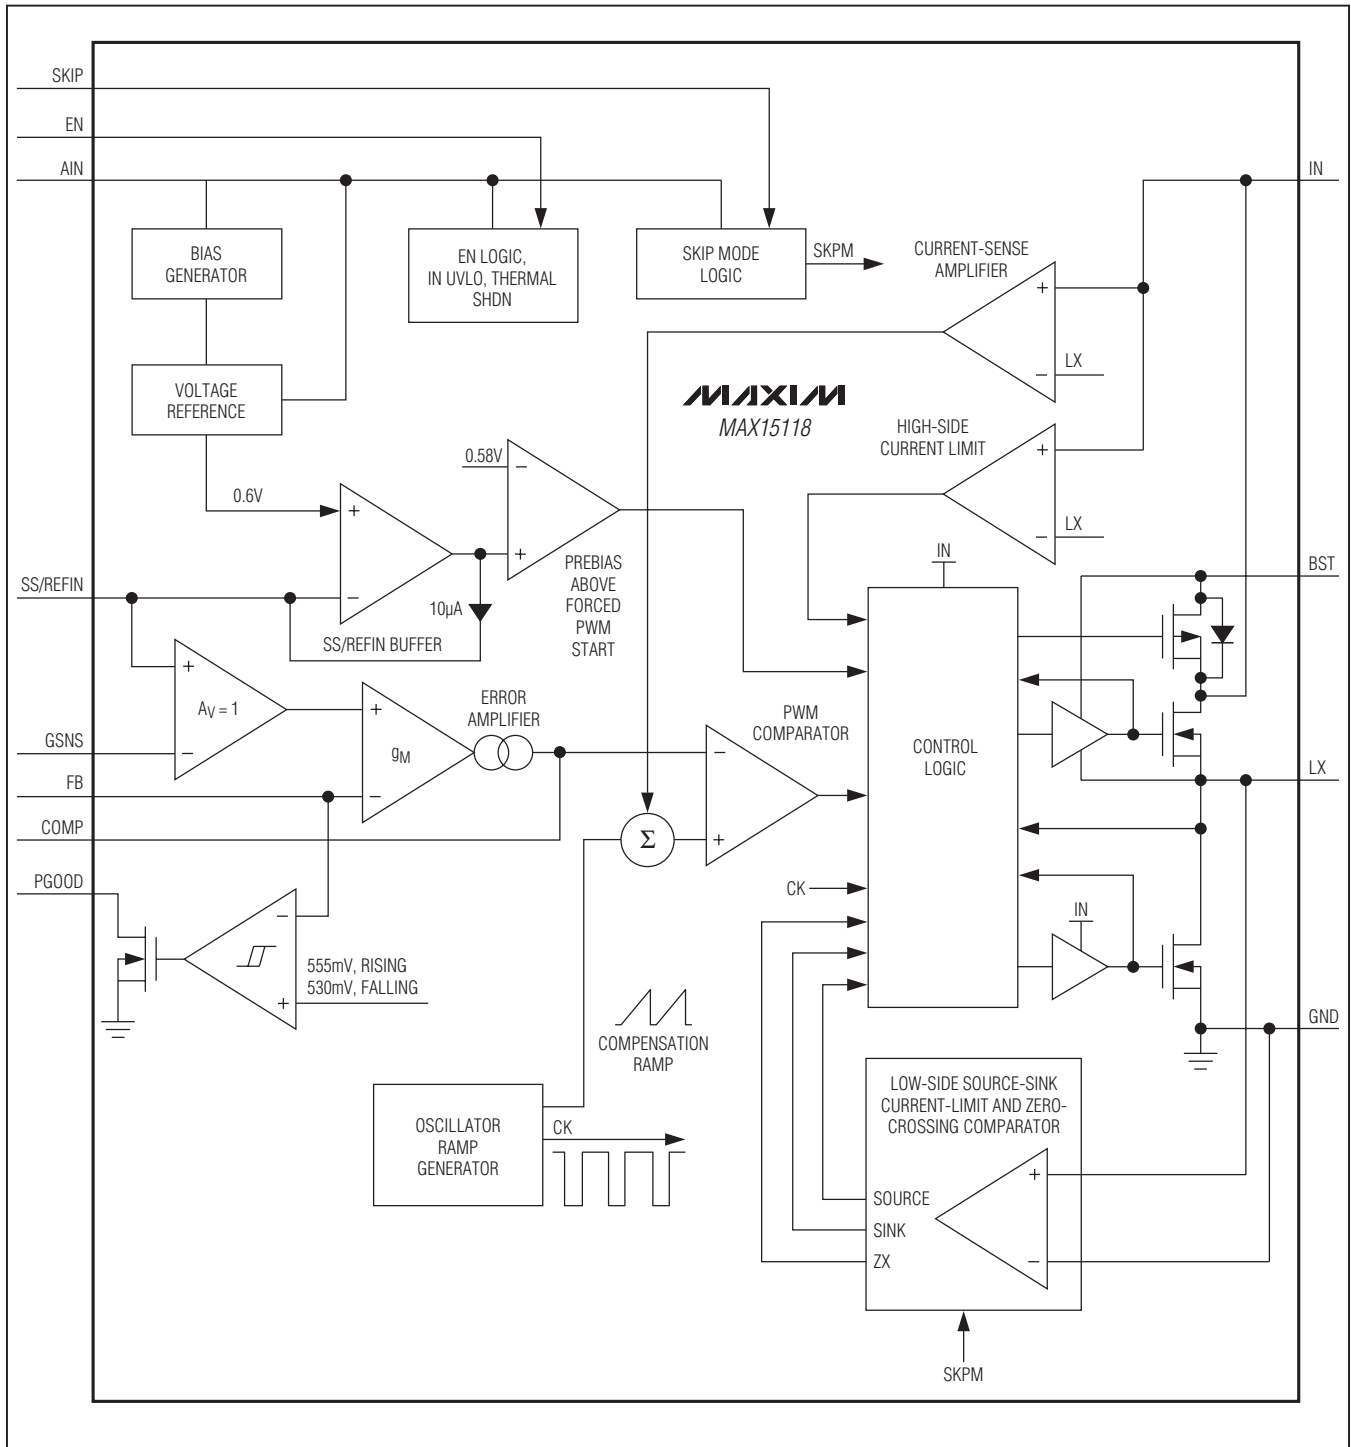 SKIP
EN
AIN
IN
BIAS
GENERATOR
EN LOGIC,
IN UVLO, THERMAL
SHDN
SKIP MODE
LOGIC
SKPM
CURRENT-SENSE
AMPLIFIER
+
−
LX
VOLTAGE
REFERENCE
MAXIM
MAX15118
HIGH-SIDE
CURRENT LIMIT
+
−
LX
0.6V
+
−
0.58V
−
+
PREBIAS
ABOVE
FORCED
PWM
START
IN
BST
SS/REFIN
10µA
SS/REFIN BUFFER
+
AV = 1
−
GSNS
+
gM
−
ERROR
AMPLIFIER
PWM
COMPARATOR
−
+
CONTROL
LOGIC
LX
FB
COMP
Σ
PGOOD
CK
IN
−
+
555mV, RISING
530mV, FALLING
COMPENSATION
RAMP
GND
OSCILLATOR
RAMP
GENERATOR
CK
LOW-SIDE SOURCE-SINK
CURRENT-LIMIT AND ZERO-
CROSSING COMPARATOR
+
−
SOURCE
SINK
ZX
SKPM